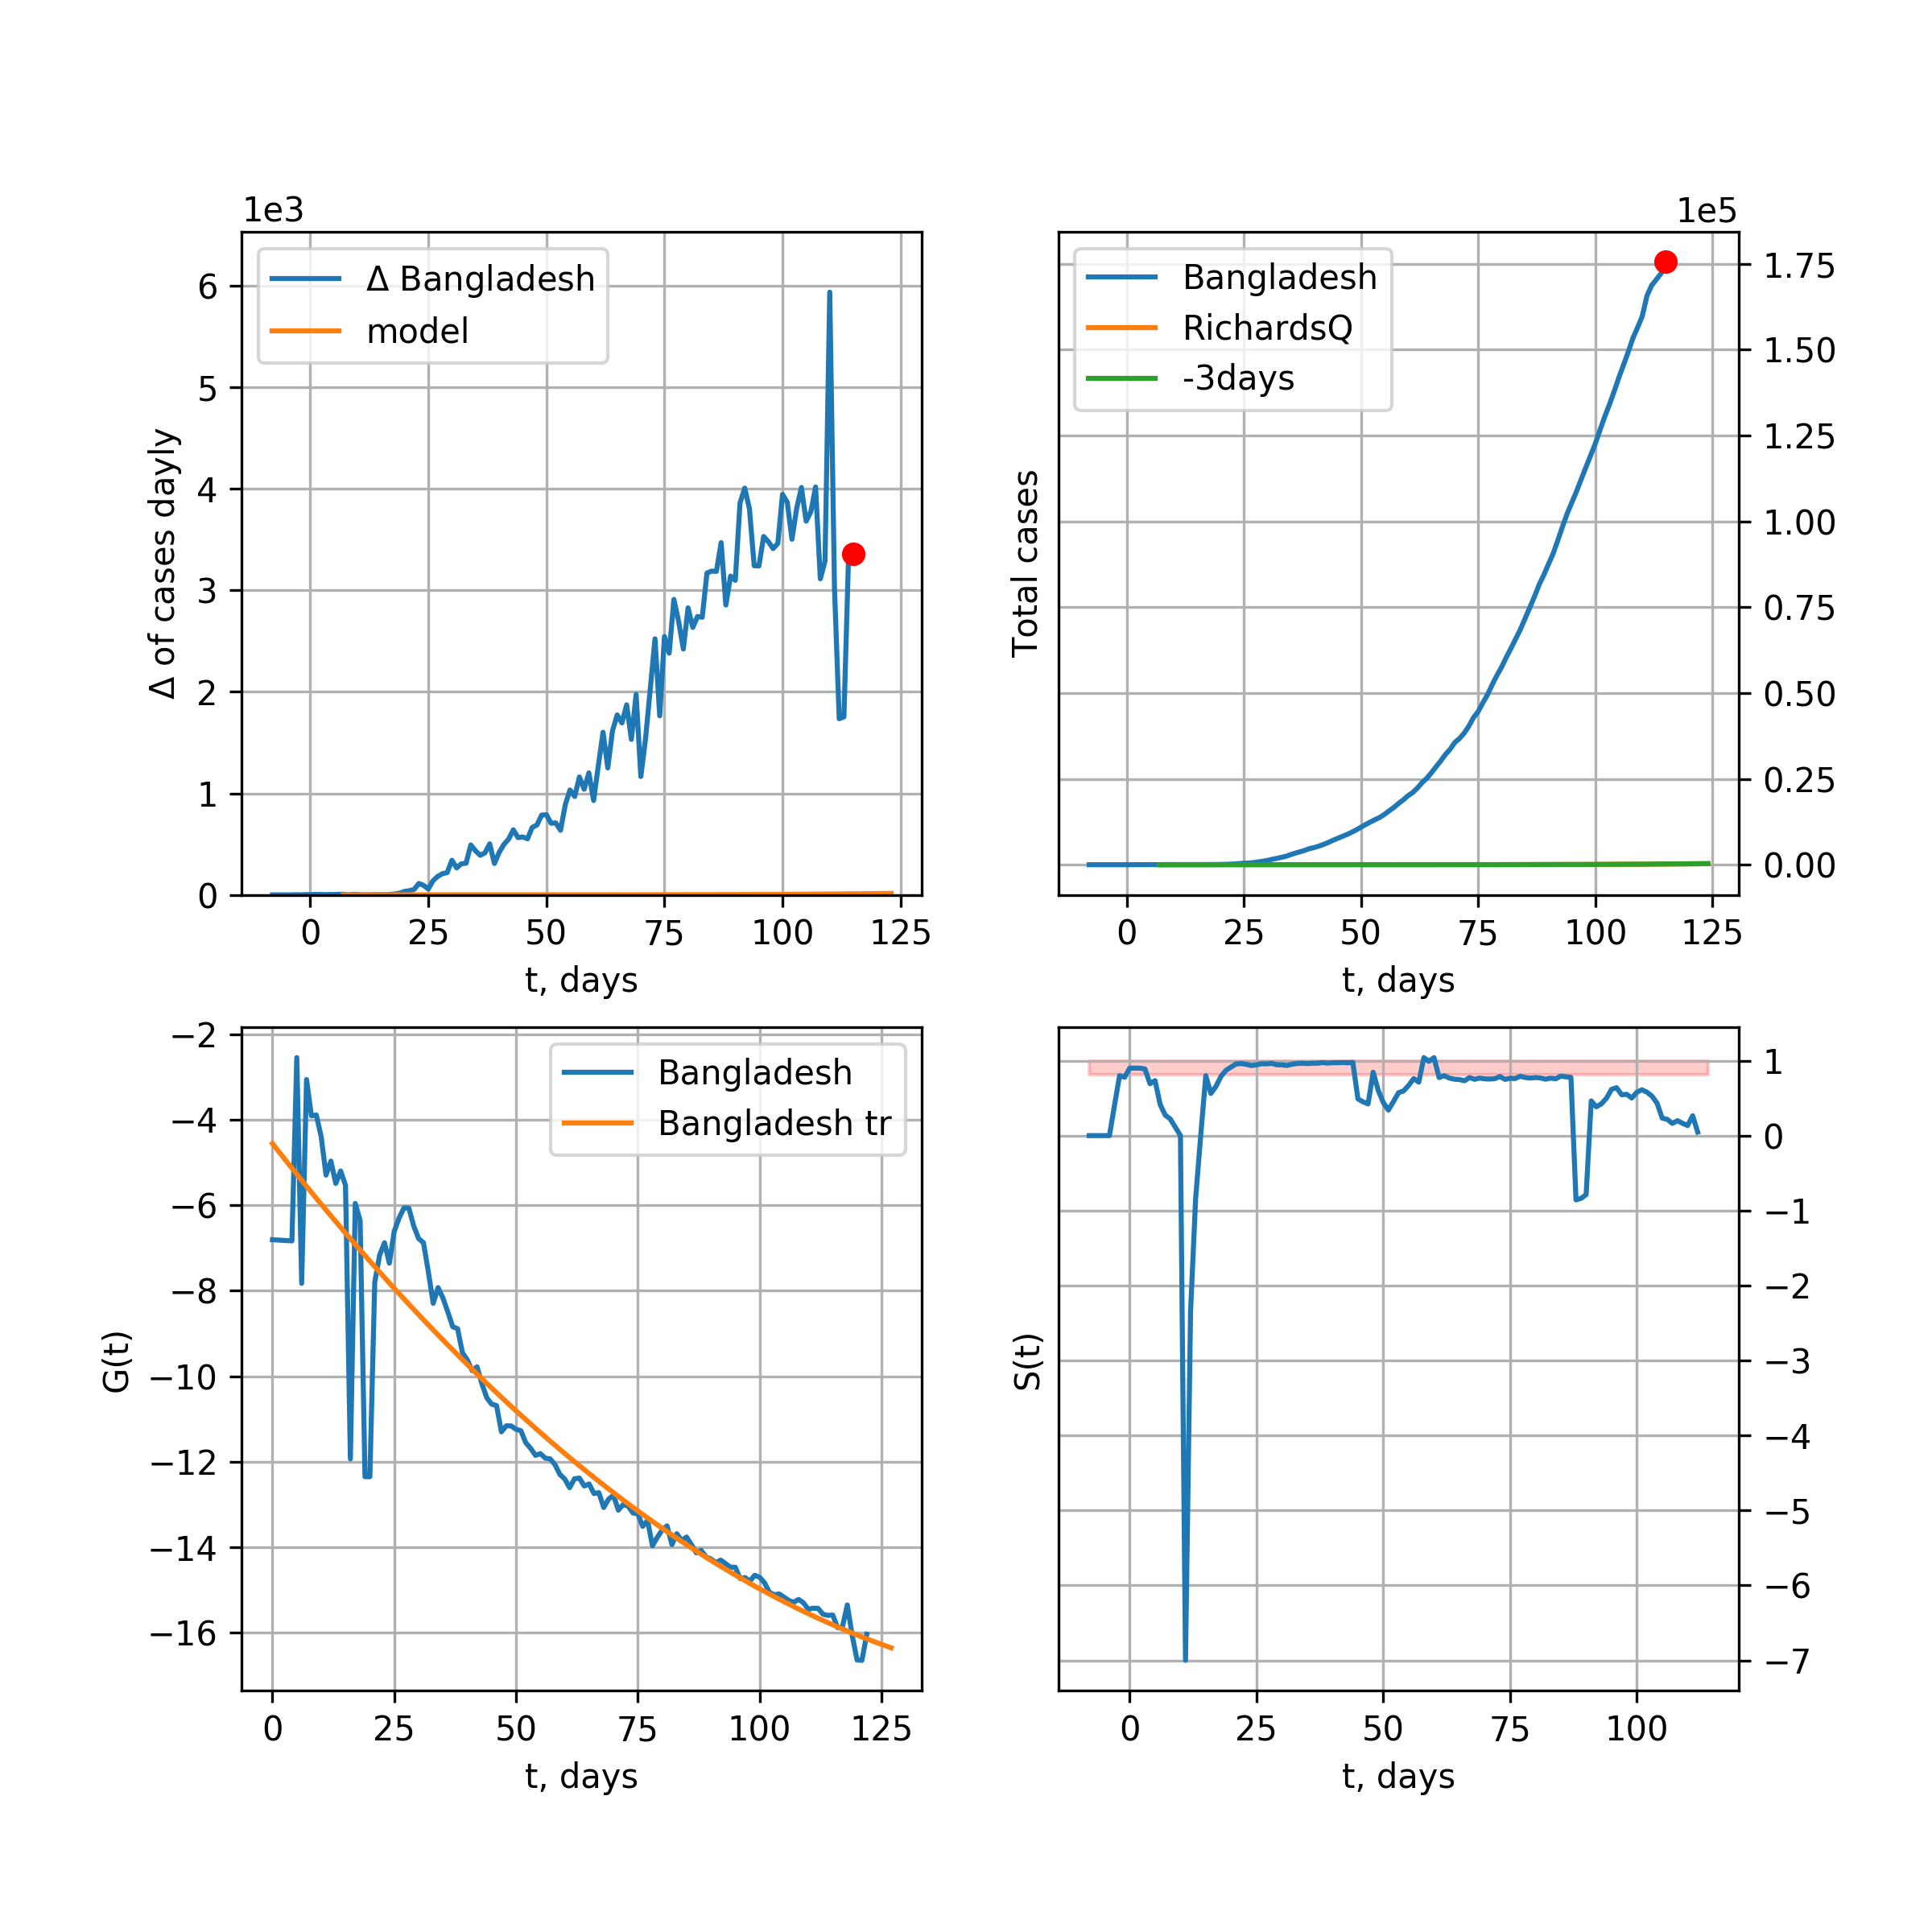 1e3
Δ Bangladesh
model
6
5
4
3
2
1
0
Δ of cases dayly
0 25 50 75 100 125
t, days
1e5
Bangladesh
RichardsQ
-3days
1.75
1.50
1.25
1.00
0.75
0.50
0.25
0.00
Total cases
0 25 50 75 100 125
t, days
Bangladesh
Bangladesh tr
−2
−4
−6
−8
−10
−12
−14
−16
G(t)
0 25 50 75 100 125
t, days
1
0
−1
−2
−3
−4
−5
−6
−7
S(t)
0 25 50 75 100
t, days